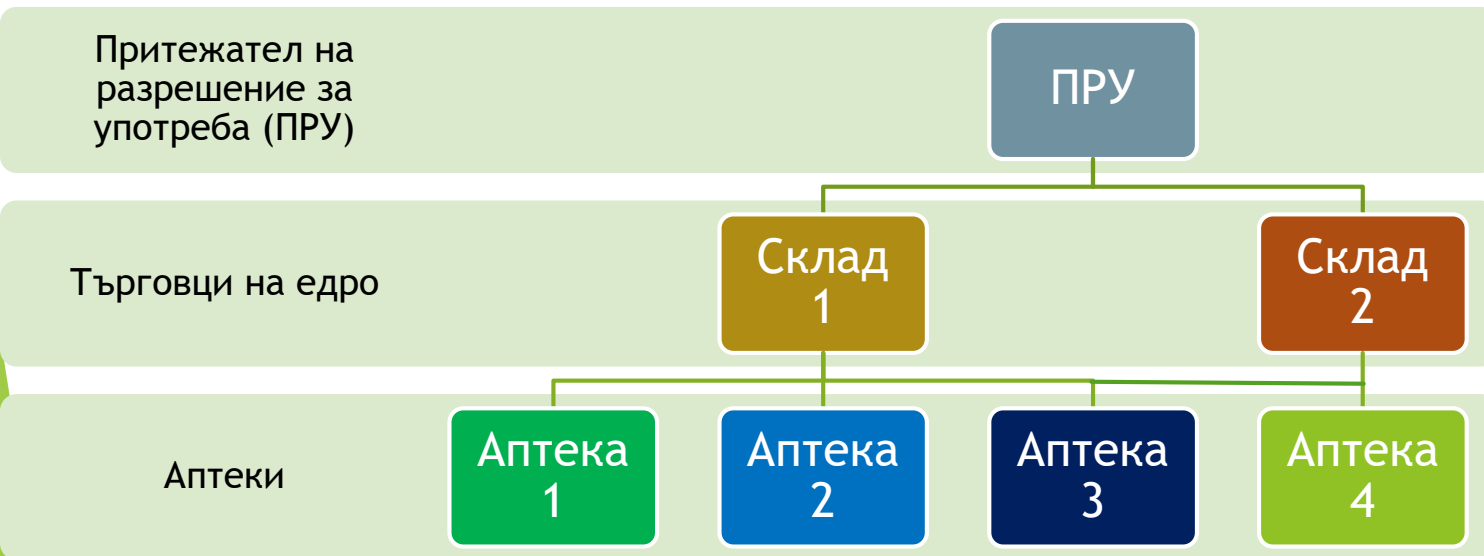 Притежател на
разрешение за
употреба (ПРУ)
ПРУ
Търговци на едро
Склад
1
Склад
2
Аптеки
Аптека
1
Аптека
2
Аптека
3
Аптека
4